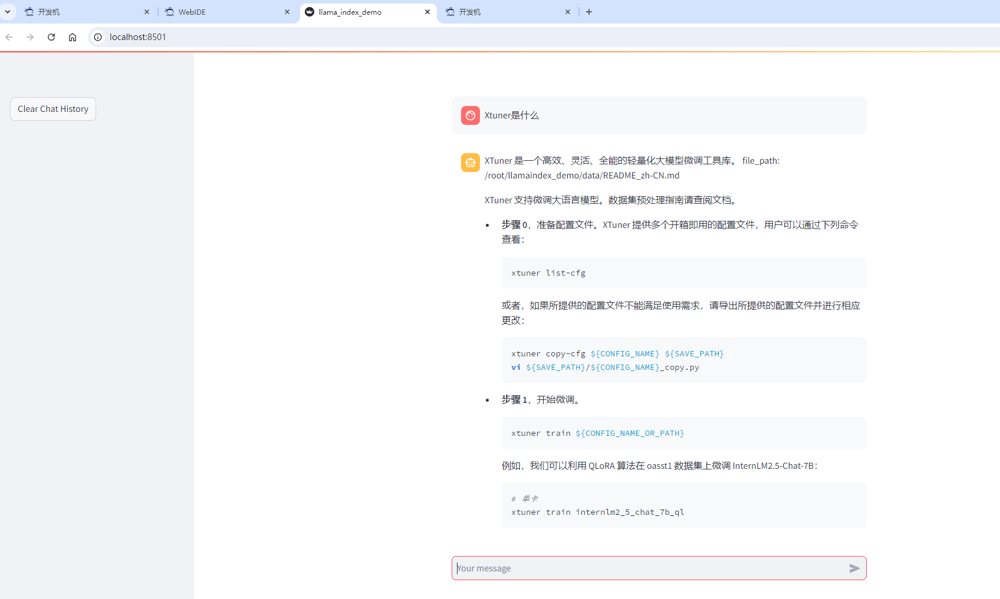 开发机
WebIDE
llama_index_demo
开发机
localhost:8501
Clear Chat History
Xtuner是什么
XTuner 是一个高效、灵活、全能的轻量化大模型微调工具库。 file_path:
/root/llamaindex_demo/data/README_zh-CN.md
XTuner 支持微调大语言模型。数据集预处理指南请查阅文档。
步骤 0，准备配置文件。XTuner 提供多个开箱即用的配置文件，用户可以通过下列命令
查看：
xtuner list-cfg
或者，如果所提供的配置文件不能满足使用需求，请导出所提供的配置文件并进行相应
更改：
xtuner copy-cfg ${CONFIG_NAME} ${SAVE_PATH}
vi ${SAVE_PATH}/${CONFIG_NAME}_copy.py
步骤 1，开始微调。
xtuner train ${CONFIG_NAME_OR_PATH}
例如，我们可以利用 QLoRA 算法在 oasst1 数据集上微调 InternLM2.5-Chat-7B：
# 单卡
xtuner train internlm2_5_chat_7b_ql
Your message